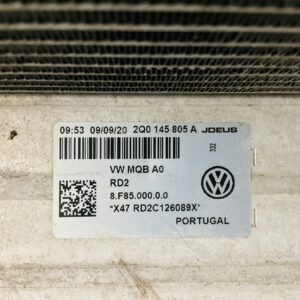 09:53 09/09/20 2Q0 145 805 A JDEUS
332
VW MQB A0
RD2
8.F85.000.0.0
*X47 RD2C126089X*
PORTUGAL